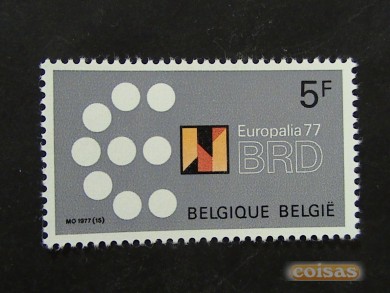 5F
Europalia 77
BRD
MO 1977 (15)
BELGIQUE BELGIË
coisas